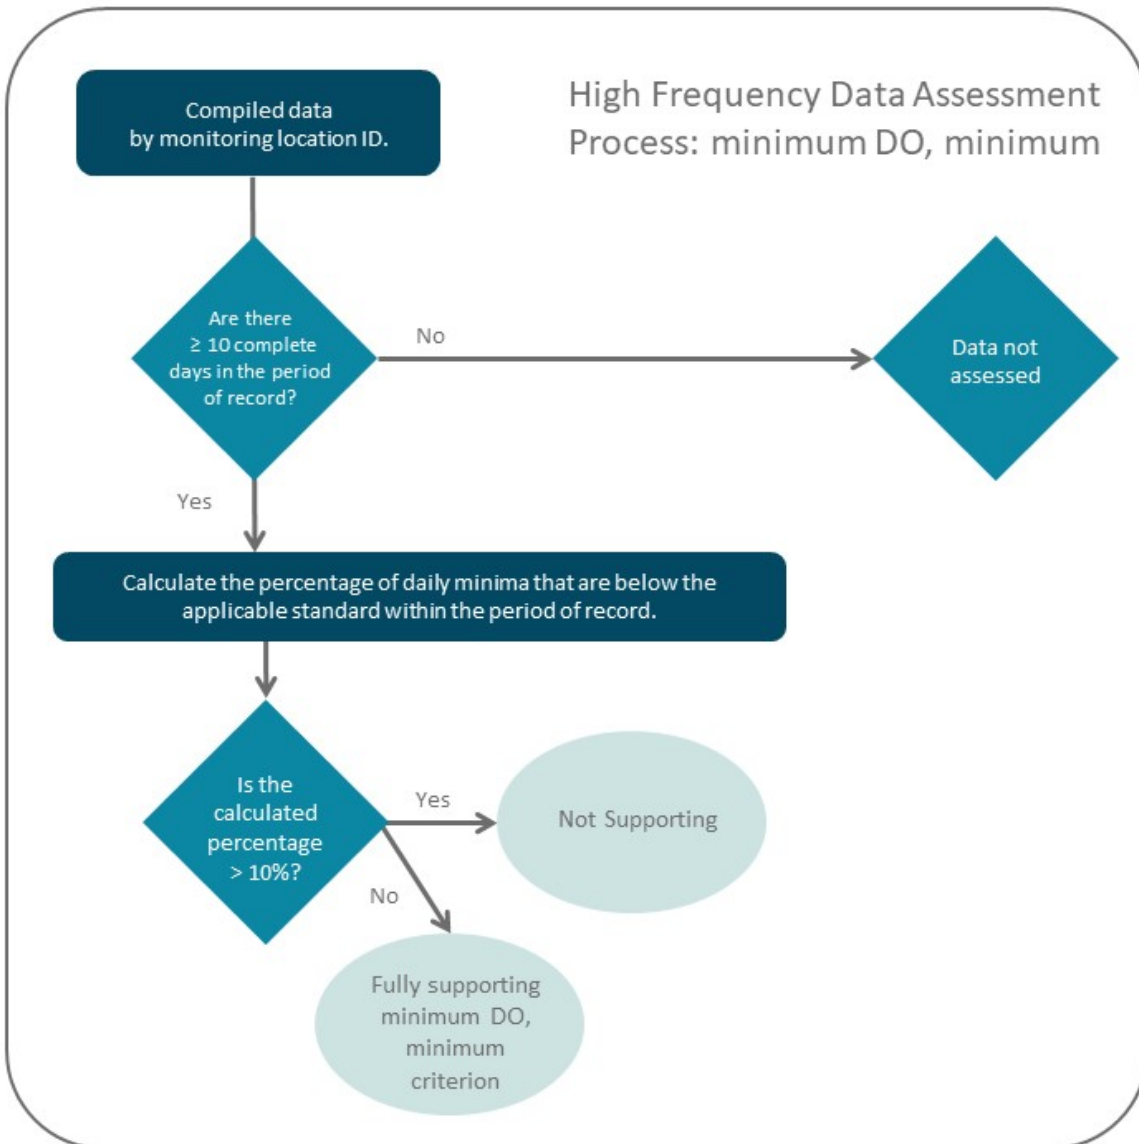 High Frequency Data Assessment
Process: minimum DO, minimum
Compiled data
by monitoring location ID.
Are there
≥ 10 complete
days in the period
of record?
No
Data not
assessed
Yes
Calculate the percentage of daily minima that are below the
applicable standard within the period of record.
Is the
calculated
percentage
> 10%?
Yes
Not Supporting
No
Fully supporting
minimum DO,
minimum
criterion